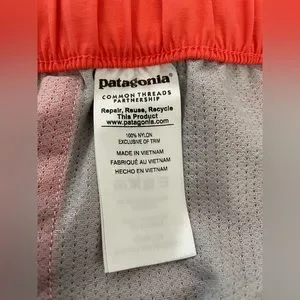 patagonia®
COMMON THREADS
PARTNERSHIP
Repair, Reuse, Recycle
This Product
www.patagonia.com
100% NYLON
EXCLUSIVE OF TRIM
MADE IN VIETNAM
FABRIQUÉ AU VIETNAM
HECHO EN VIETNAM